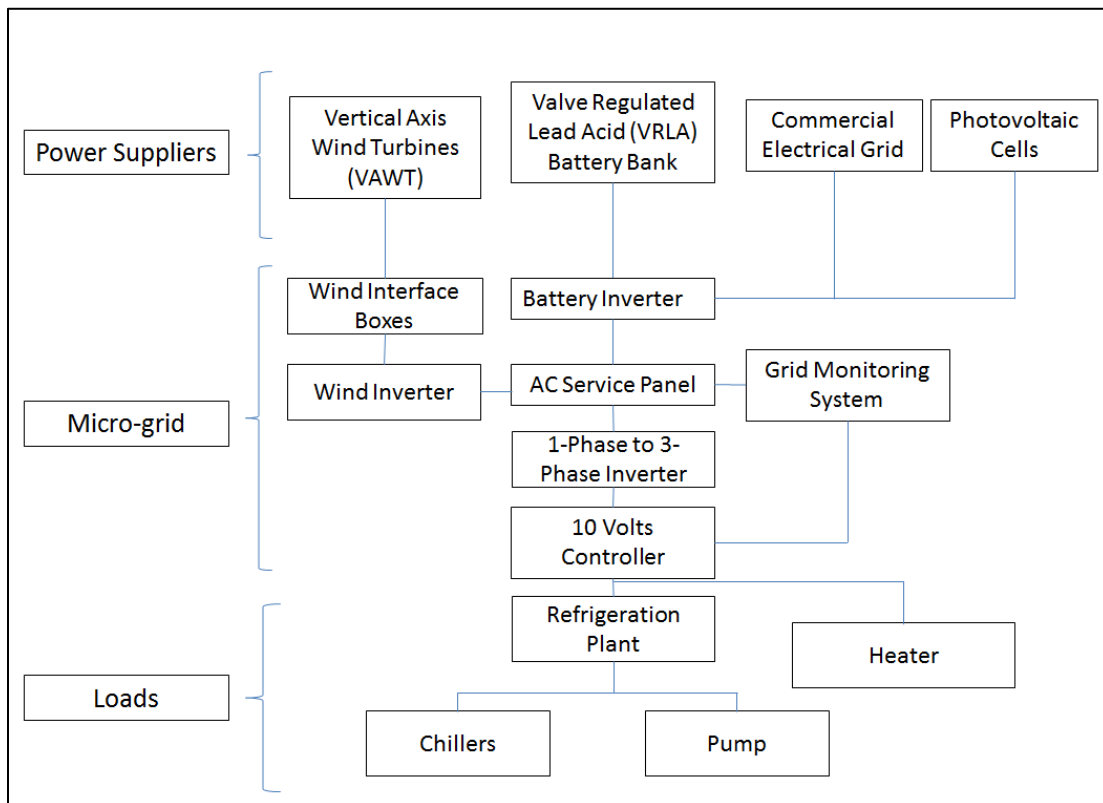 Power Suppliers
Vertical Axis
Wind Turbines
(VAWT)
Valve Regulated
Lead Acid (VRLA)
Battery Bank
Commercial
Electrical Grid
Photovoltaic
Cells
Micro-grid
Wind Interface
Boxes
Battery Inverter
Wind Inverter
AC Service Panel
Grid Monitoring
System
1-Phase to 3-
Phase Inverter
10 Volts
Controller
Loads
Refrigeration
Plant
Heater
Chillers
Pump